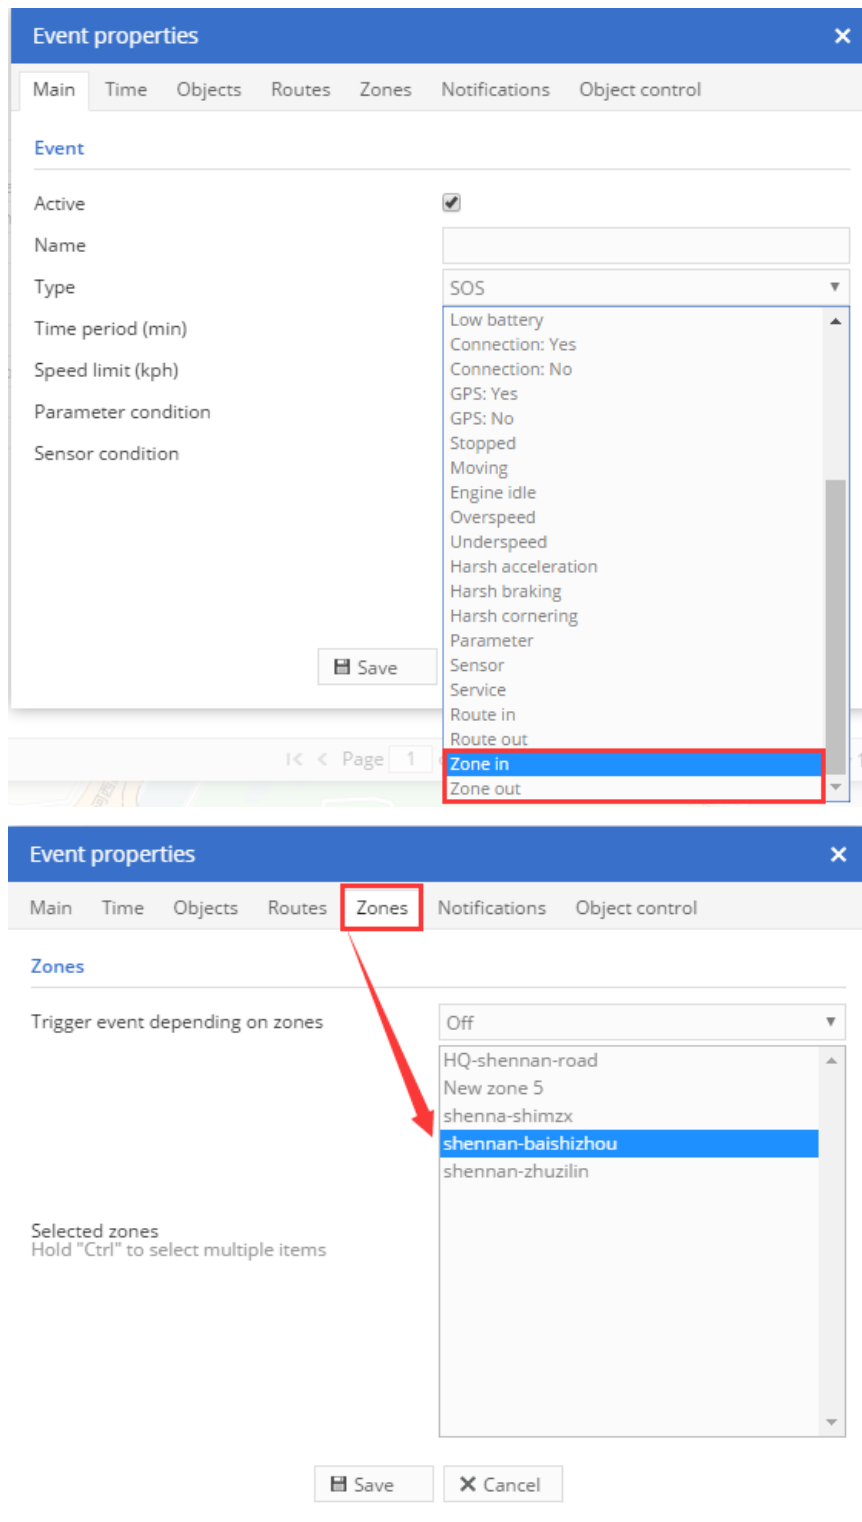 Event properties
Main Time Objects Routes Zones Notifications Object control
Event
Active
Name
Type SOS
Time period (min)
Speed limit (kph)
Parameter condition
Sensor condition
Low battery
Connection: Yes
Connection: No
GPS: Yes
GPS: No
Stopped
Moving
Engine idle
Overspeed
Underspeed
Harsh acceleration
Harsh braking
Harsh cornering
Parameter
Sensor
Service
Route in
Route out
Zone in
Zone out
Save
Page 1
Event properties
Main Time Objects Routes Zones Notifications Object control
Zones
Trigger event depending on zones Off
HQ-shennan-road
New zone 5
shenna-shimzx
shennan-baishizhou
shennan-zhuzilin
Selected zones
Hold "Ctrl" to select multiple items
Save Cancel